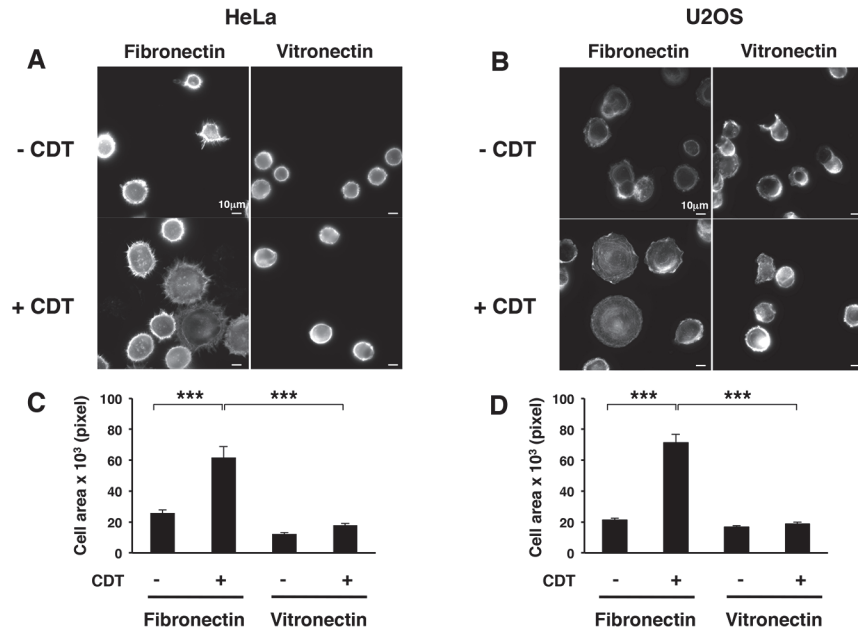 HeLa
U2OS
A
Fibronectin
Vitronectin
B
Fibronectin
Vitronectin
- CDT
10μm
- CDT
10μm
+ CDT
+ CDT
C
100
80
60
40
20
0
Cell area x 10³ (pixel)
***
***
CDT
-
+
-
+
Fibronectin
Vitronectin
D
100
80
60
40
20
0
Cell area x 10³ (pixel)
***
***
CDT
-
+
-
+
Fibronectin
Vitronectin